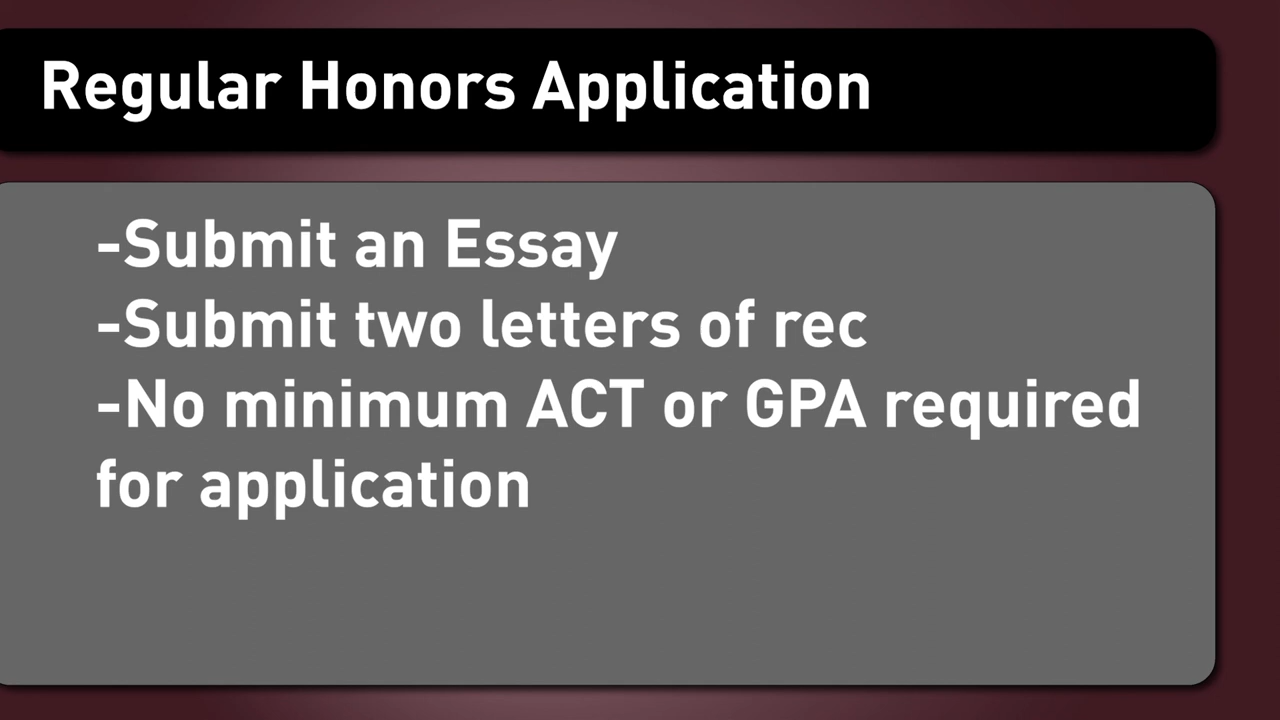 Regular Honors Application
-Submit an Essay
-Submit two letters of rec
-No minimum ACT or GPA required
for application